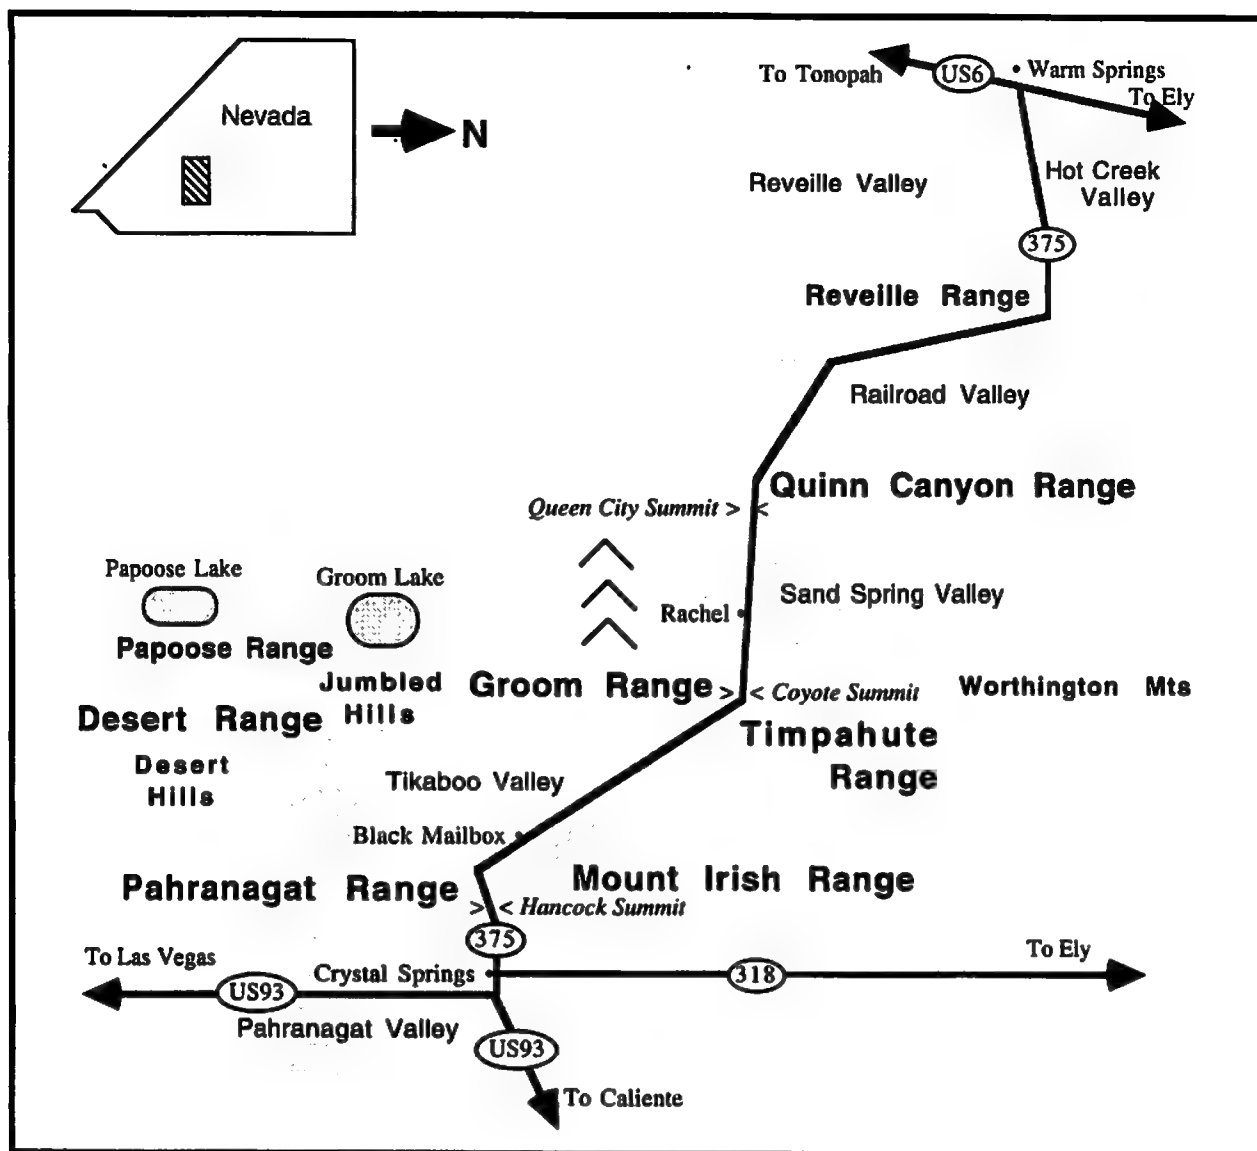 Nevada
N
To Tonopah
US6
• Warm Springs
To Ely
Reveille Valley
Hot Creek
Valley
375
Reveille Range
Railroad Valley
Quinn Canyon Range
Queen City Summit > <
Papoose Lake
Groom Lake
Sand Spring Valley
Rachel •
Papoose Range
Jumbled
Hills
Groom Range > < Coyote Summit
Worthington Mts
Desert Range
Timpahute
Range
Desert
Hills
Tikaboo Valley
Black Mailbox •
Pahranagat Range
Mount Irish Range
> < Hancock Summit
375
To Las Vegas
Crystal Springs •
318
To Ely
US93
Pahranagat Valley
US93
To Caliente